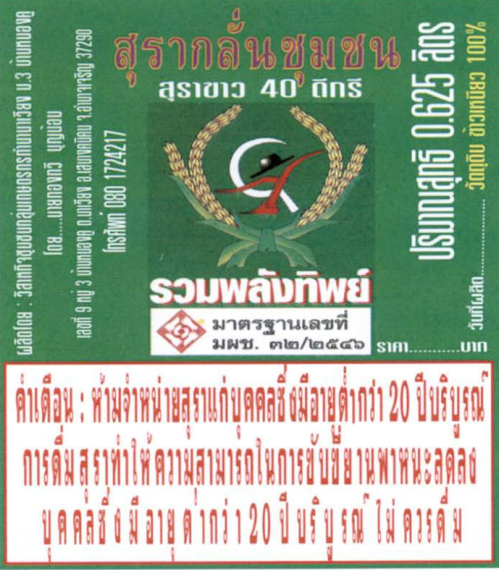 สุรากลั่นชุมชน
สุราขาว 40 ดีกรี
รวมพลังทิพย์
มาตรฐานเลขที่
มผช. ๓๒/๒๕๔๖
ราคา............บาท
ผลิตโดย : วิสาหกิจชุมชนกลุ่มเกษตรกรตำบลนาเวียง ม.3 บ้านหนองคู
โดย.....นายทองทวี บุญน้อม
เลขที่ 9 หมู่ 3 บ้านหนองคู ต.นาเวียง อ.เสนางคนิคม จ.อำนาจเจริญ 37290
โทรศัพท์ 080 1724217
ปริมาณสุทธิ 0.625 ลิตร
วัตถุดิบ ข้าวเหนียว 100%
วันที่ผลิต....................
คำเตือน : ห้ามจำหน่ายสุราแก่บุคคลซึ่งมีอายุต่ำกว่า 20 ปีบริบูรณ์
การดื่มสุราทำให้ความสามารถในการขับขี่ยานพาหนะลดลง
บุคคลซึ่งมีอายุต่ำกว่า 20 ปีบริบูรณ์ ไม่ควรดื่ม